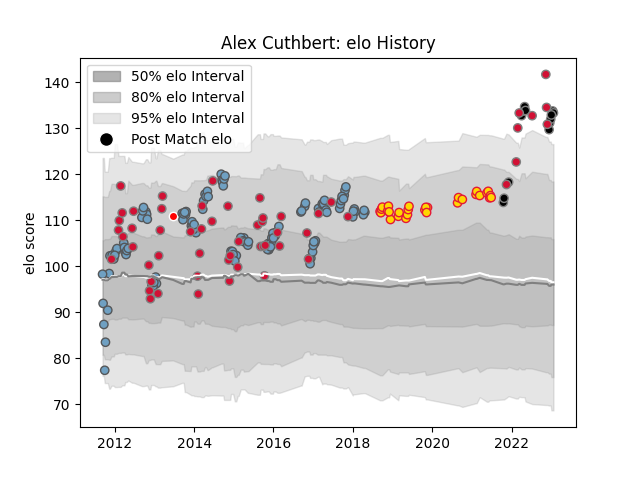 Alex Cuthbert: elo History
50% elo Interval
80% elo Interval
95% elo Interval
Post Match elo
elo score
140
130
120
110
100
90
80
70
2012
2014
2016
2018
2020
2022